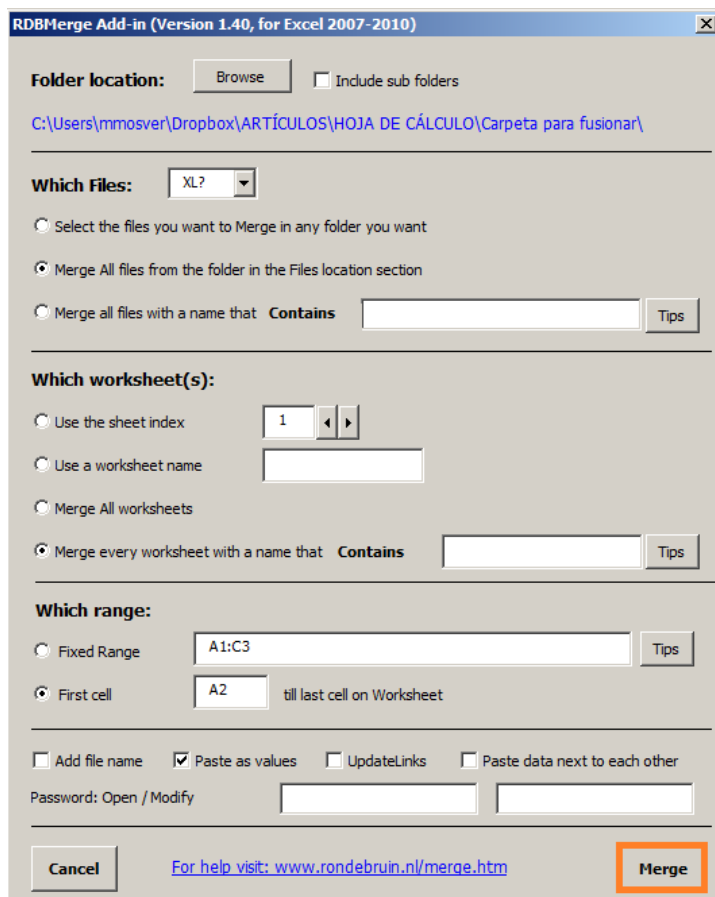 RDBMerge Add-in (Version 1.40, for Excel 2007-2010)
Folder location: Browse Include sub folders
C:\Users\mmosver\Dropbox\ARTÍCULOS\HOJA DE CÁLCULO\Carpeta para fusionar\
Which Files: XL?
Select the files you want to Merge in any folder you want
Merge All files from the folder in the Files location section
Merge all files with a name that Contains Tips
Which worksheet(s):
Use the sheet index 1
Use a worksheet name
Merge All worksheets
Merge every worksheet with a name that Contains Tips
Which range:
Fixed Range A1:C3 Tips
First cell A2 till last cell on Worksheet
Add file name Paste as values UpdateLinks Paste data next to each other
Password: Open / Modify
Cancel For help visit: www.rondebruin.nl/merge.htm Merge